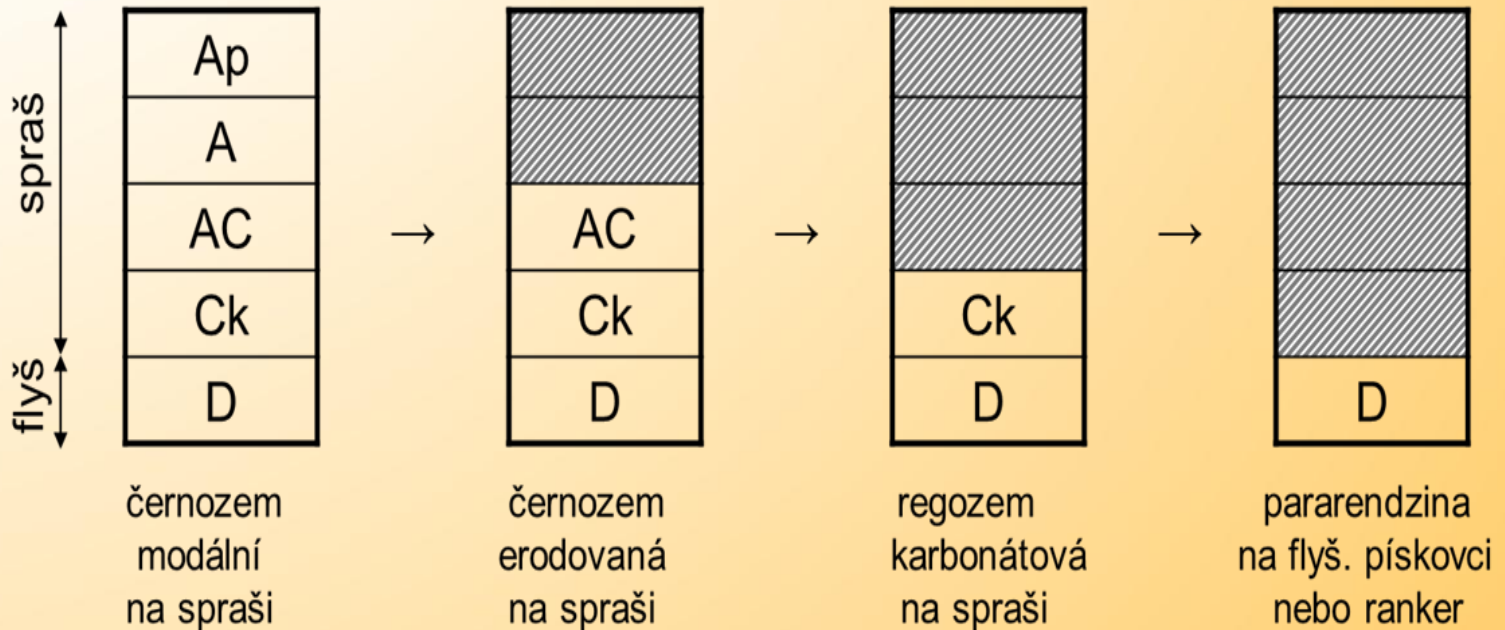 spraš
flyš
Ap
A
AC
Ck
D
→
AC
Ck
D
→
Ck
D
→
D
černozem
modální
na spraši
černozem
erodovaná
na spraši
regozem
karbonátová
na spraši
pararendzina
na flyš. pískovci
nebo ranker